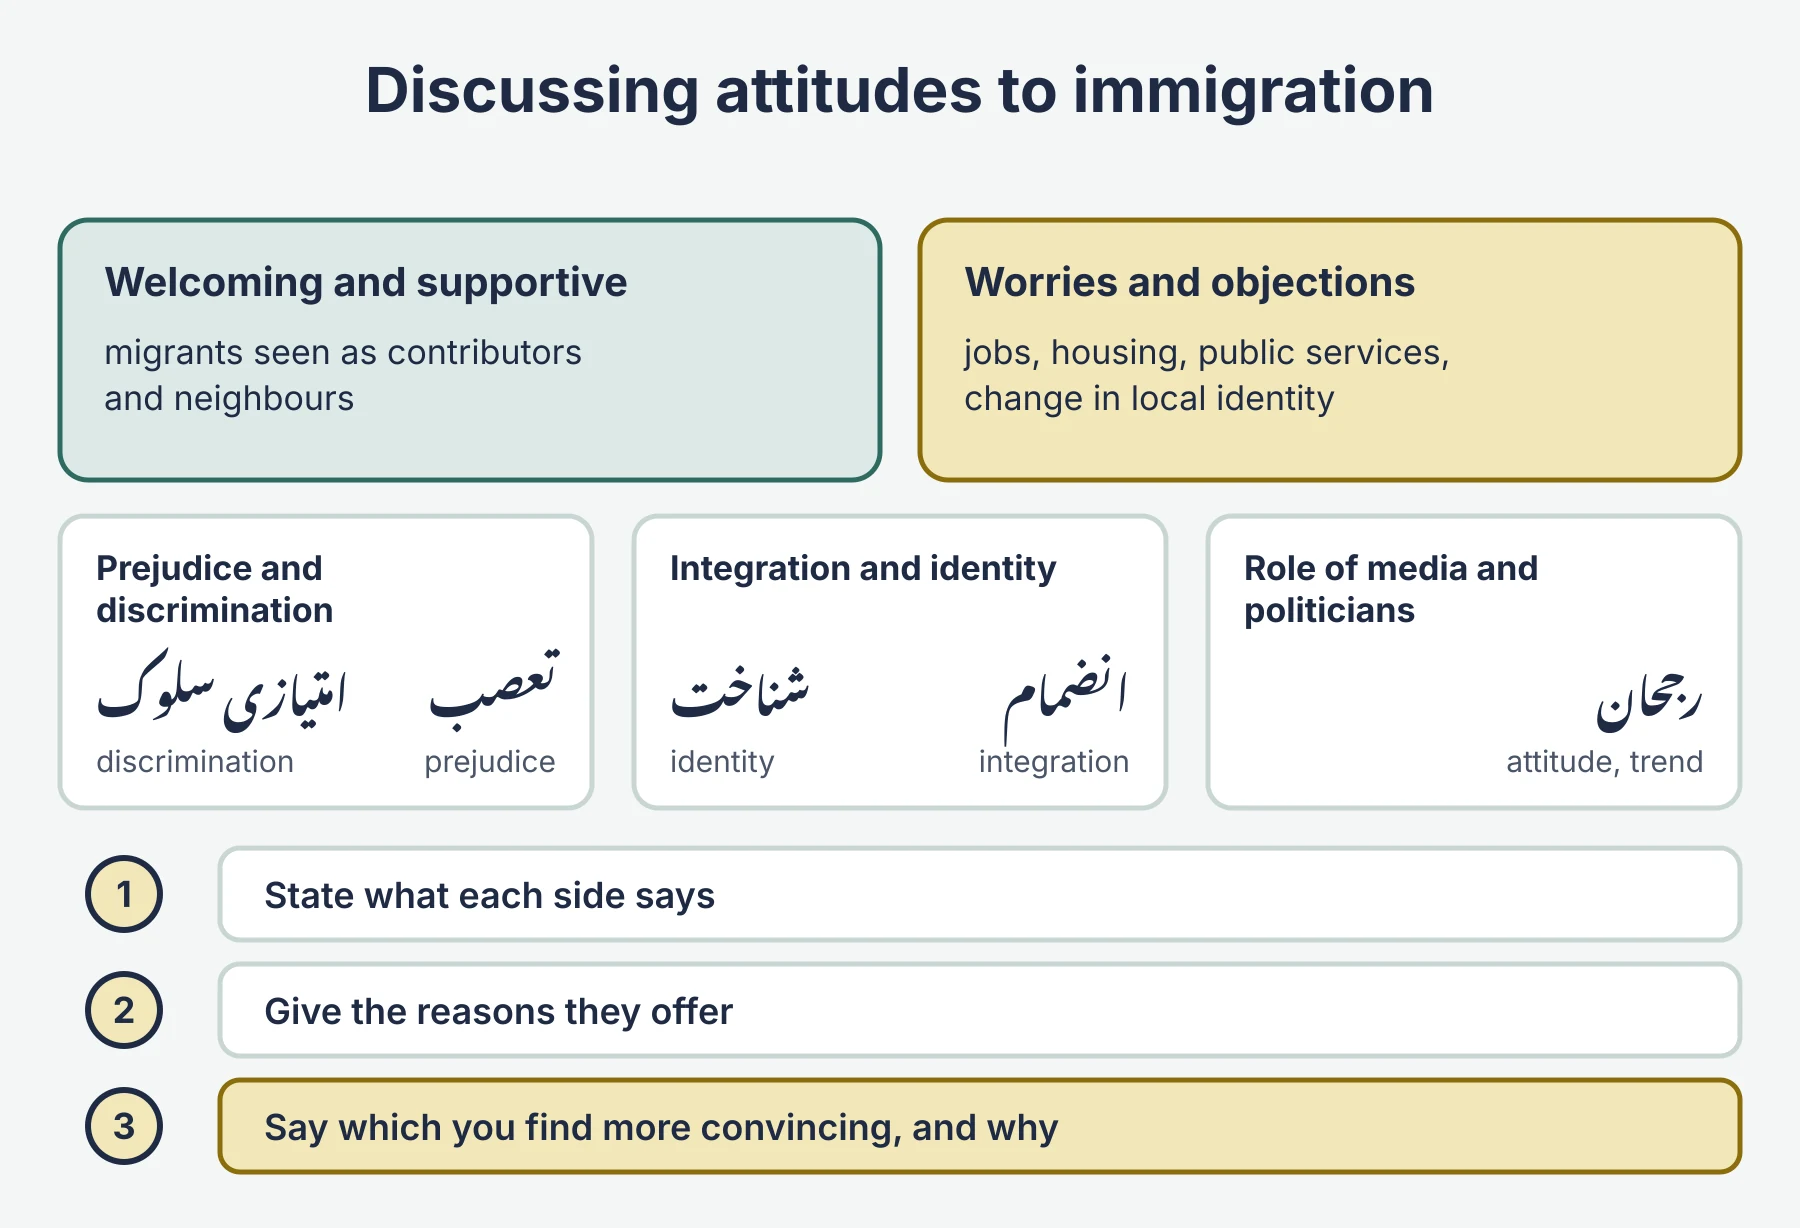 Discussing attitudes to immigration
Welcoming and supportive
migrants seen as contributors
and neighbours
Worries and objections
jobs, housing, public services,
change in local identity
Prejudice and
discrimination
امتیازی سلوک
discrimination
تعصب
prejudice
Integration and identity
شناخت
identity
انضمام
integration
Role of media and
politicians
رجحان
attitude, trend
1
State what each side says
2
Give the reasons they offer
3
Say which you find more convincing, and why